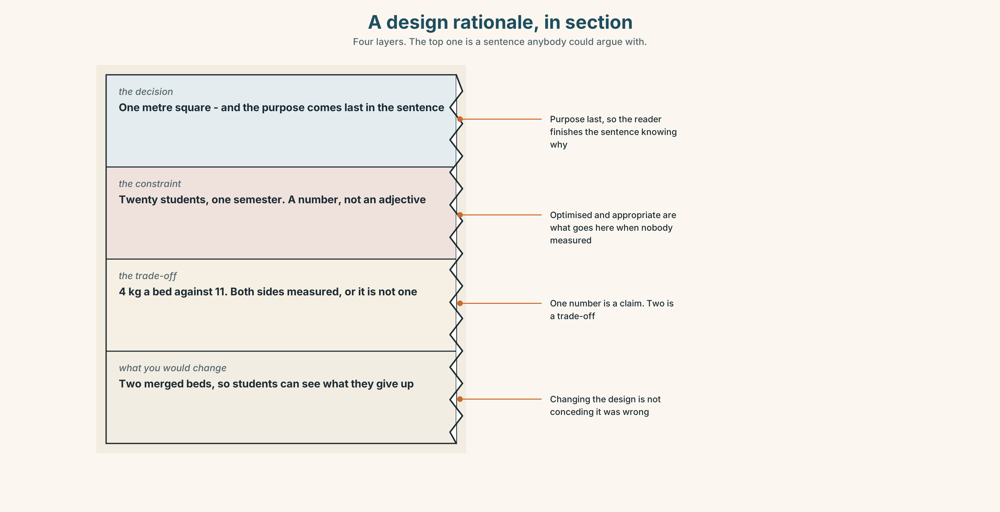 A design rationale, in section
Four layers. The top one is a sentence anybody could argue with.
the decision
One metre square - and the purpose comes last in the sentence
Purpose last, so the reader
finishes the sentence knowing
why
the constraint
Twenty students, one semester. A number, not an adjective
Optimised and appropriate are
what goes here when nobody
measured
the trade-off
4 kg a bed against 11. Both sides measured, or it is not one
One number is a claim. Two is
a trade-off
what you would change
Two merged beds, so students can see what they give up
Changing the design is not
conceding it was wrong